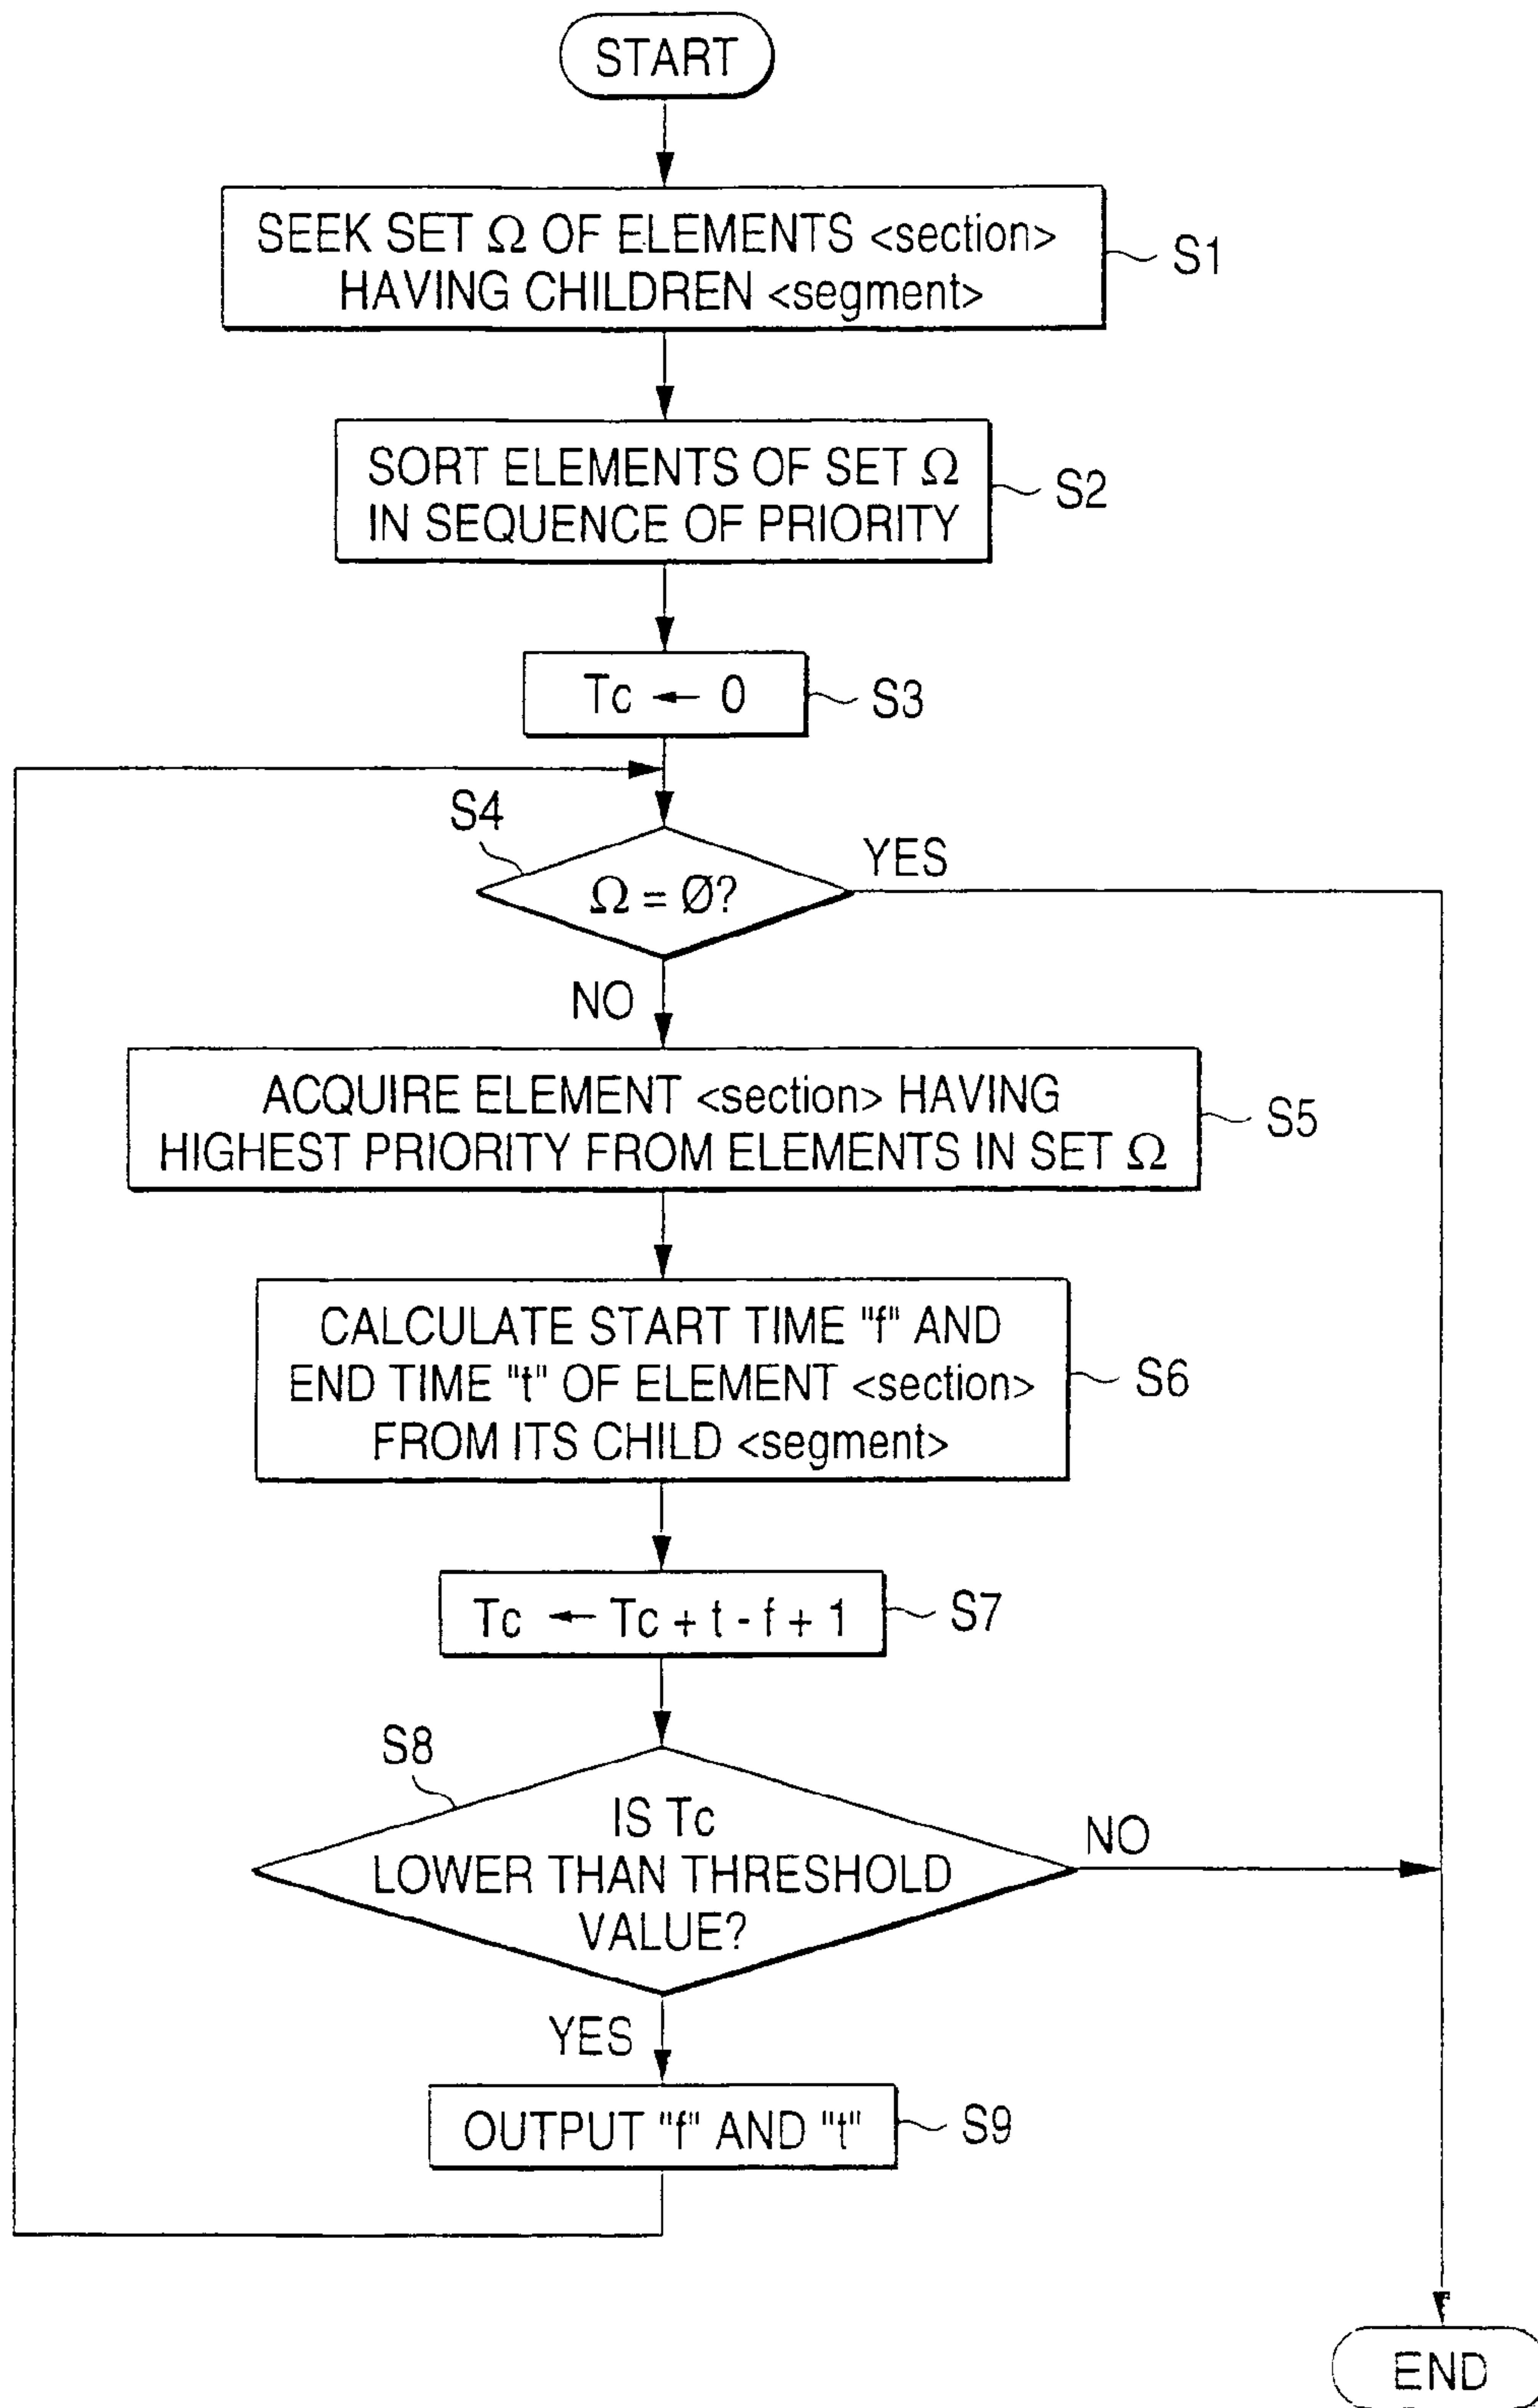 START
SEEK SET Ω OF ELEMENTS <section>
HAVING CHILDREN <segment>
S1
SORT ELEMENTS OF SET Ω
IN SEQUENCE OF PRIORITY
S2
Tc ← 0
S3
S4
Ω = Ø?
YES
NO
ACQUIRE ELEMENT <section> HAVING
HIGHEST PRIORITY FROM ELEMENTS IN SET Ω
S5
CALCULATE START TIME "f" AND
END TIME "t" OF ELEMENT <section>
FROM ITS CHILD <segment>
S6
Tc ← Tc + t - f + 1
S7
S8
IS Tc
LOWER THAN THRESHOLD
VALUE?
NO
YES
OUTPUT "f" AND "t"
S9
END